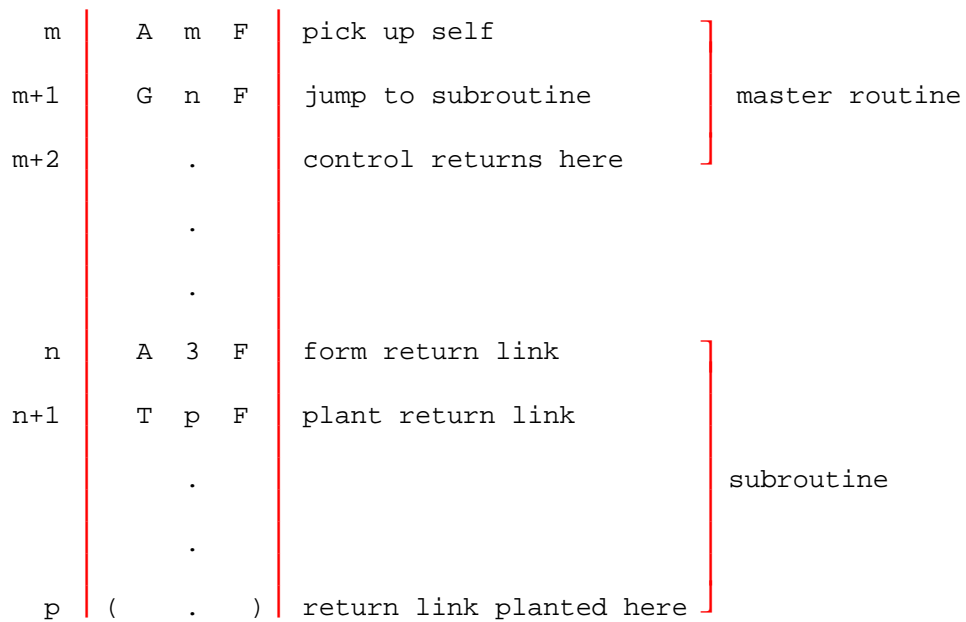 m A m F pick up self
m+1 G n F jump to subroutine master routine
m+2 . control returns here
.
.
n A 3 F form return link
n+1 T p F plant return link
. subroutine
.
p ( . ) return link planted here